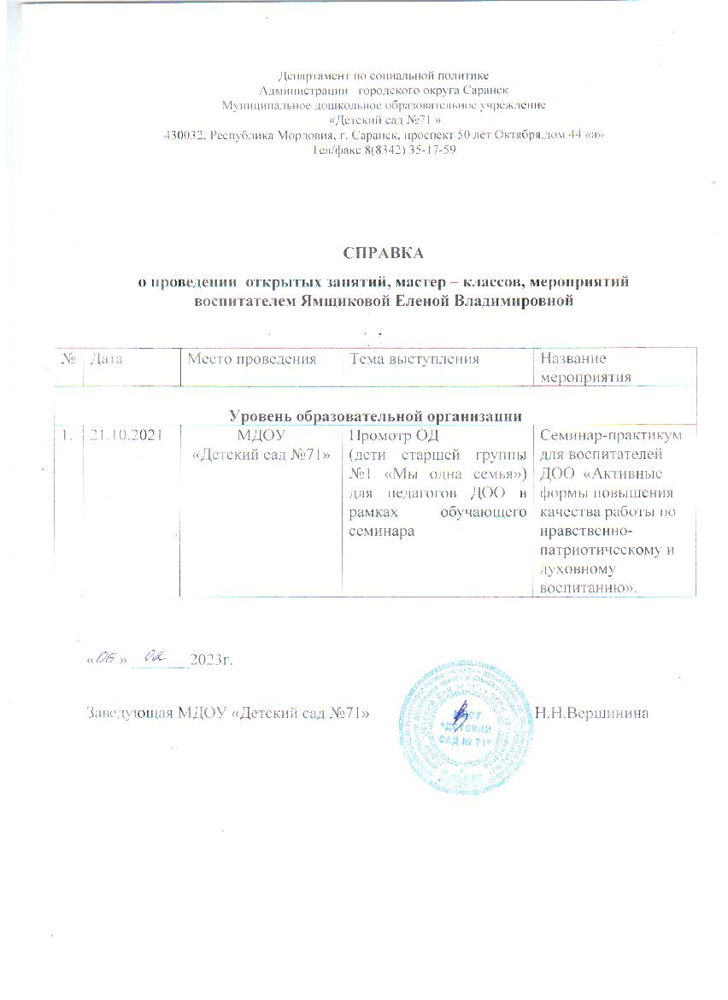 Департамент по социальной политике
Администрации городского округа Саранск
Муниципальное дошкольное образовательное учреждение
«Детский сад №71 »
430032, Республика Мордовия, г. Саранск, проспект 50 лет Октября,дом 44 «а»
Тел/факс 8(8342) 35-17-59
СПРАВКА
о проведении открытых занятий, мастер – классов, мероприятий
воспитателем Ямщиковой Еленой Владимировной
№ Дата Место проведения Тема выступления Название
мероприятия
Уровень образовательной организации
1. 21.10.2021
МДОУ
«Детский сад №71»
Промотр ОД
(дети старшей группы
№1 «Мы одна семья»)
для педагогов ДОО в
рамках обучающего
семинара
Семинар-практикум
для воспитателей
ДОО «Активные
формы повышения
качества работы по
нравственно-
патриотическому и
духовному
воспитанию».
«06» 02 2023г.
Заведующая МДОУ «Детский сад №71» Н.Н.Вершинина
МДОУ
"ДЕТСКИЙ
САД № 71"